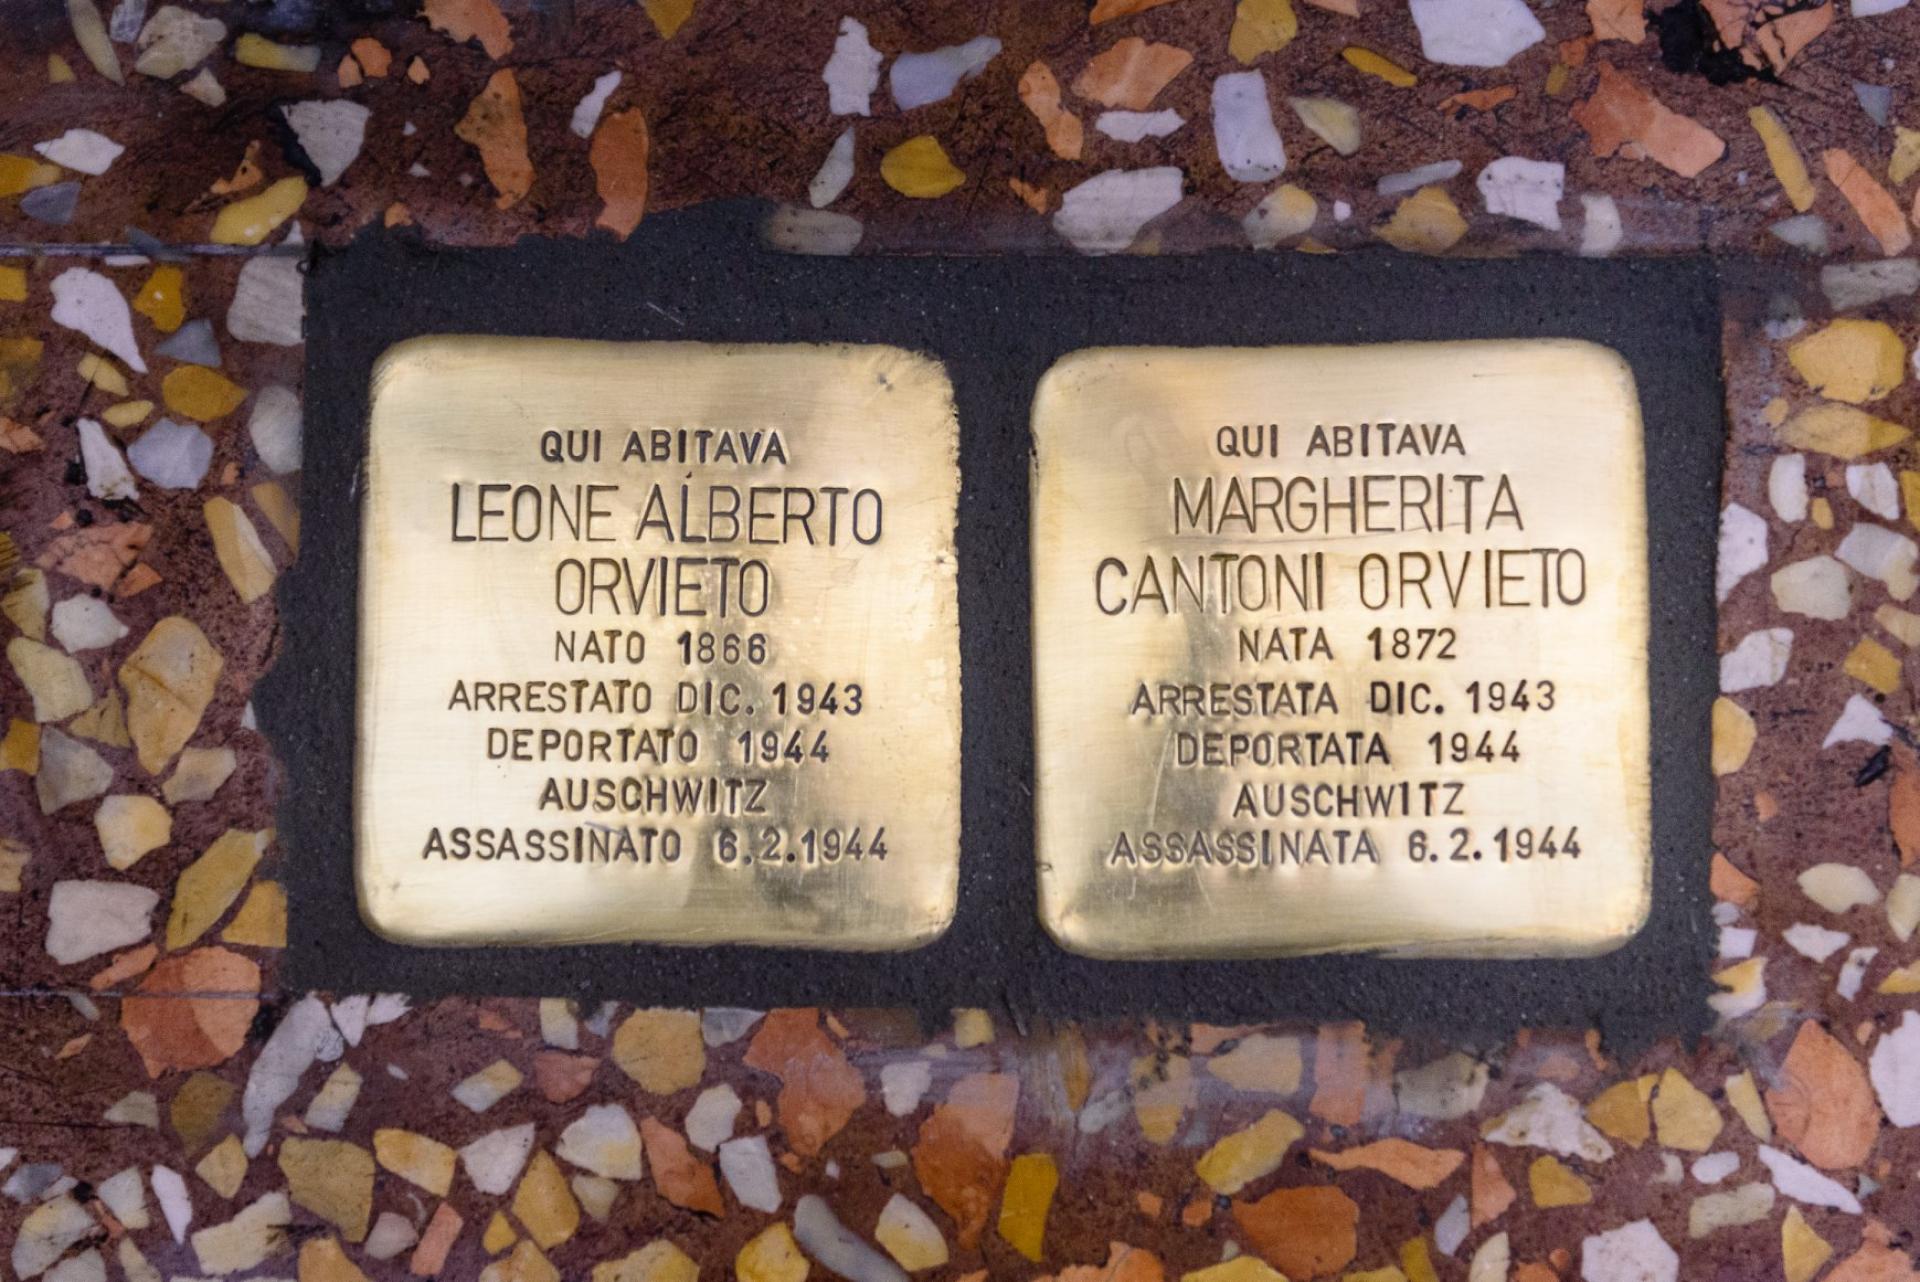 QUI ABITAVA
LEONE ALBERTO
ORVIETO
NATO 1866
ARRESTATO DIC. 1943
DEPORTATO 1944
AUSCHWITZ
ASSASSINATO 6.2.1944
QUI ABITAVA
MARGHERITA
CANTONI ORVIETO
NATA 1872
ARRESTATA DIC. 1943
DEPORTATA 1944
AUSCHWITZ
ASSASSINATA 6.2.1944